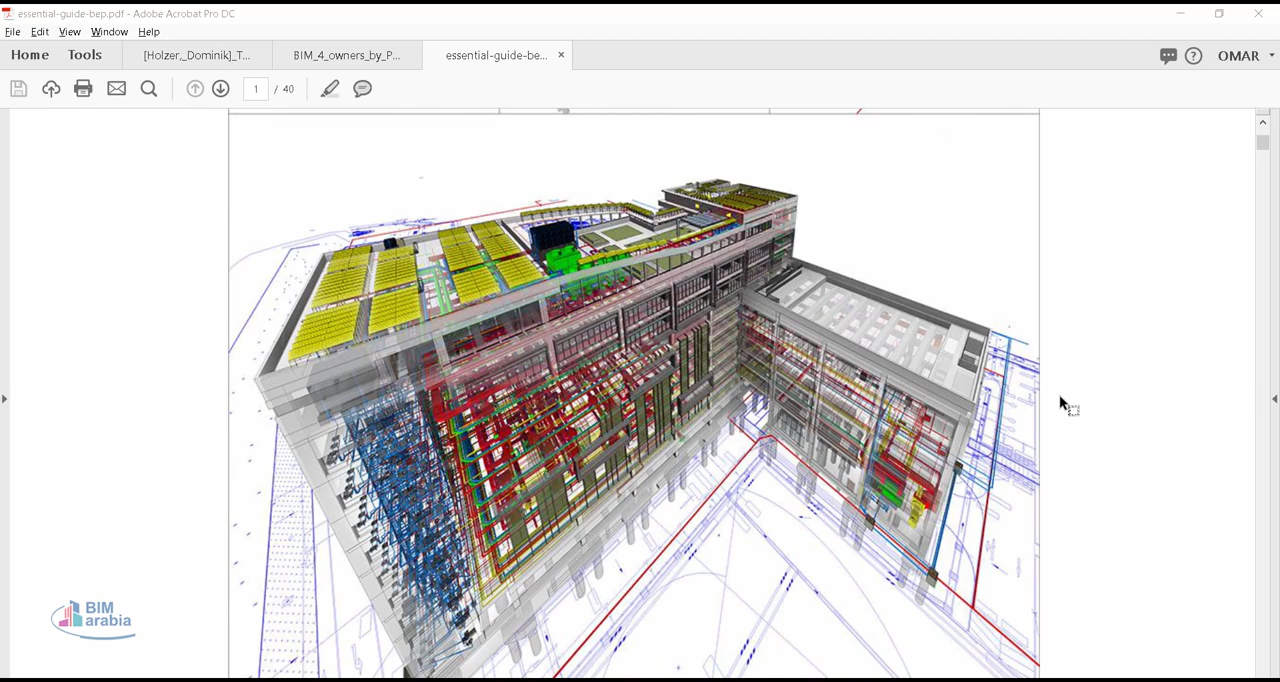 essential-guide-bep.pdf - Adobe Acrobat Pro DC
File Edit View Window Help
Home Tools [Holzer,_Dominik]_T... BIM_4_owners_by_P... essential-guide-be... × OMAR
1 / 40
BIM
arabia